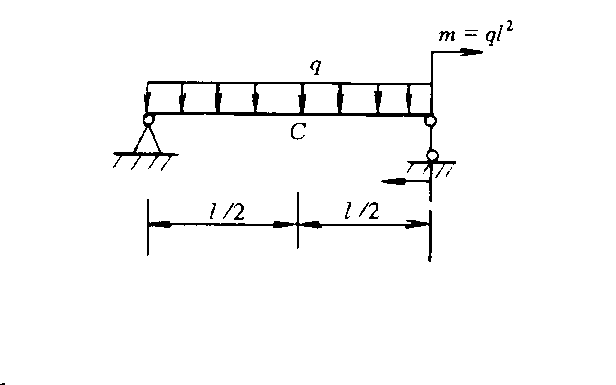 m = ql²
q
C
l/2
l/2